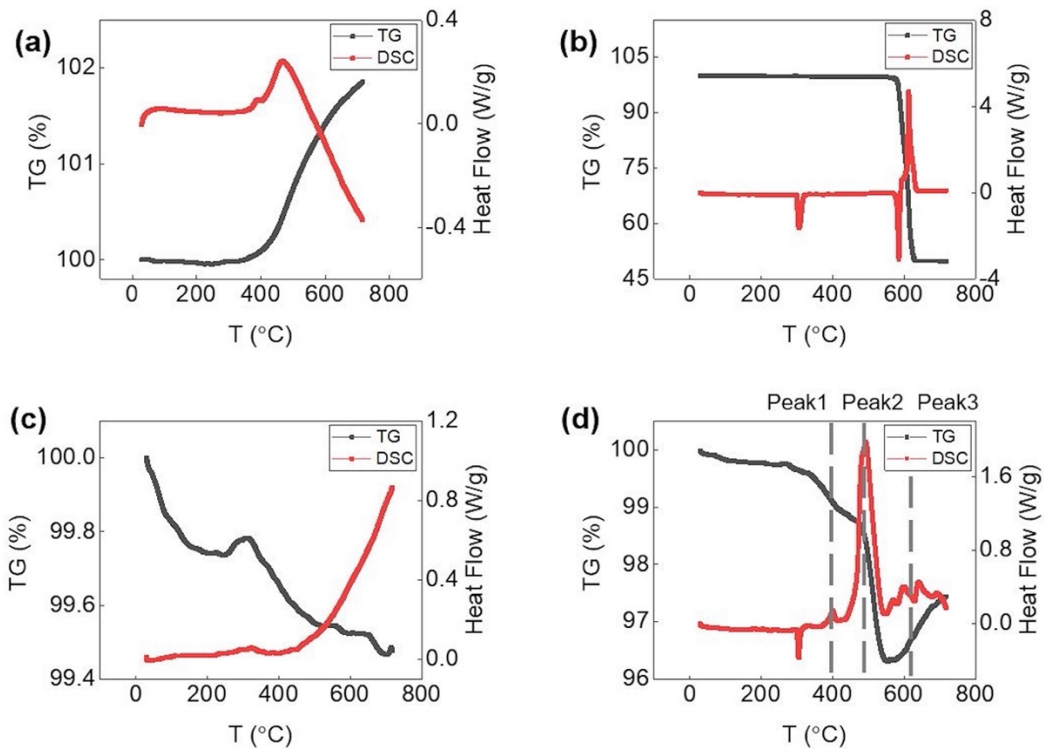 (a)
TG (%)
102
101
100
0.4
0.0
-0.4
Heat Flow (W/g)
TG
DSC
0 200 400 600 800
T (°C)
(b)
TG (%)
105
90
75
60
45
8
4
0
-4
Heat Flow (W/g)
TG
DSC
0 200 400 600 800
T (°C)
(c)
TG (%)
100.0
99.8
99.6
99.4
1.2
0.8
0.4
0.0
Heat Flow (W/g)
TG
DSC
0 200 400 600 800
T (°C)
(d)
Peak1 Peak2 Peak3
TG (%)
100
99
98
97
96
1.6
0.8
0.0
Heat Flow (W/g)
TG
DSC
0 200 400 600 800
T (°C)